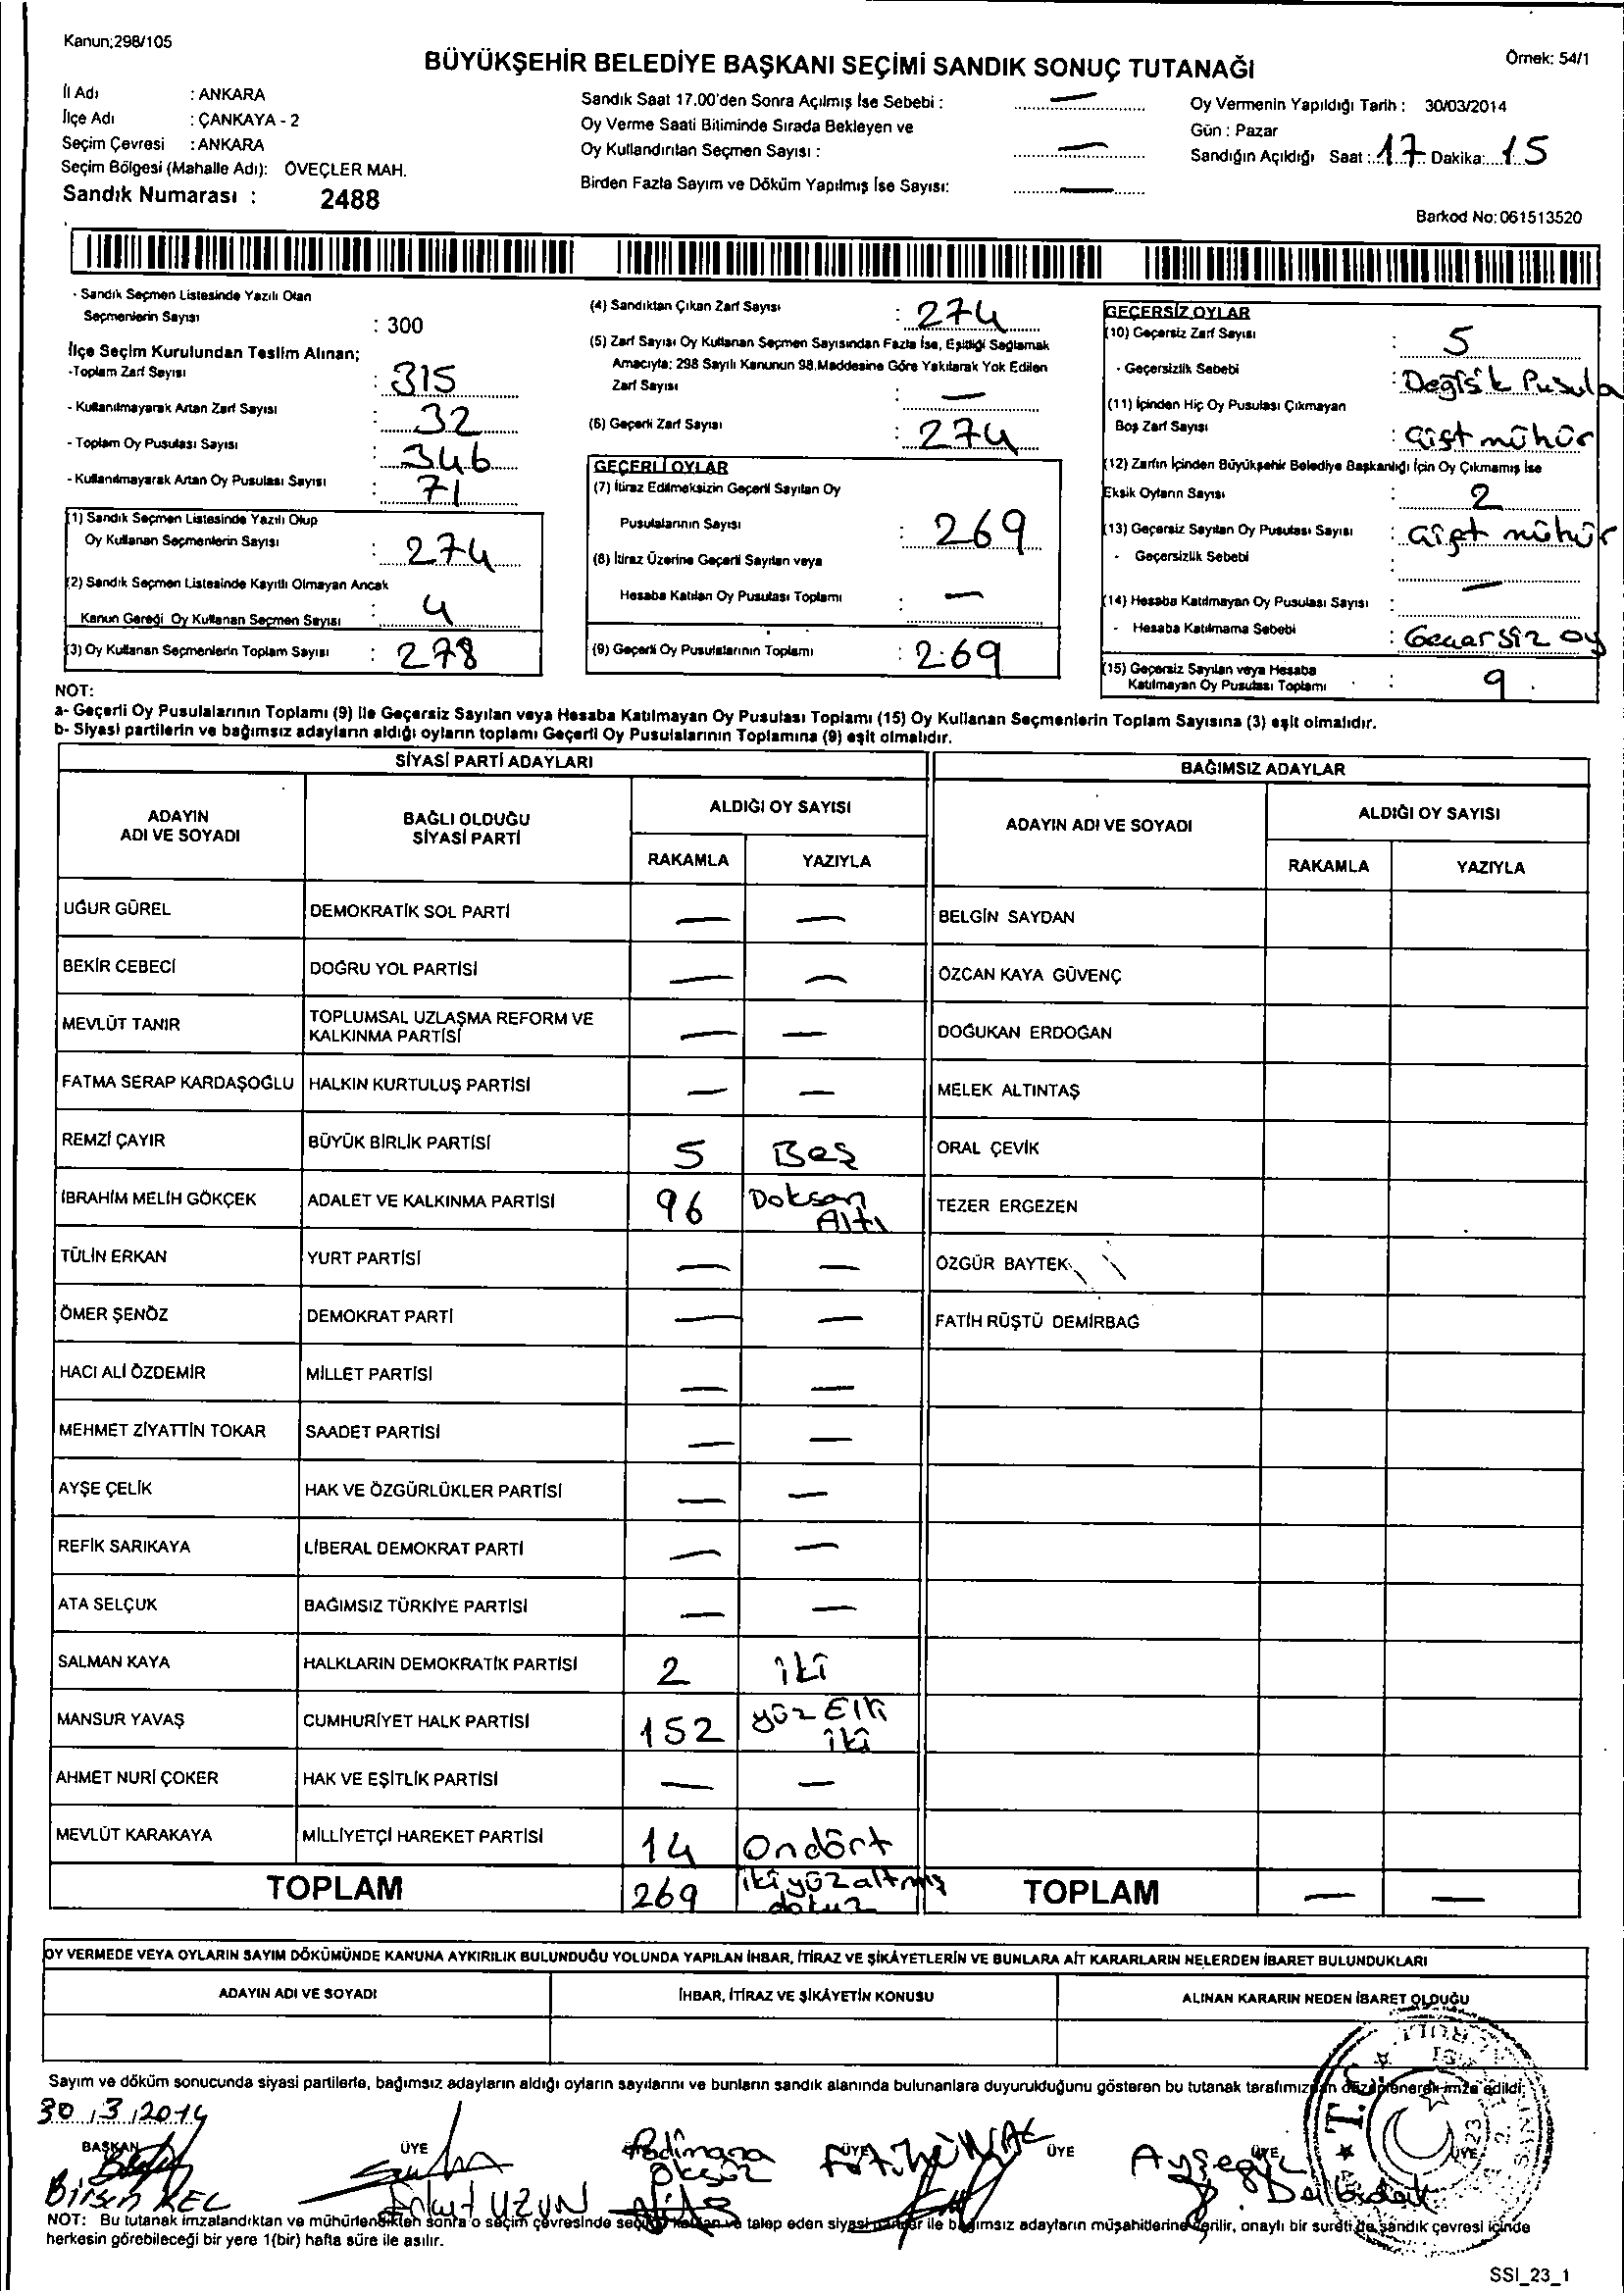 Kanun;298/105
BÜYÜKŞEHİR BELEDİYE BAŞKANI SEÇİMİ SANDIK SONUÇ TUTANAĞI
Örnek: 54/1
İl Adı : ANKARA
İlçe Adı : ÇANKAYA - 2
Seçim Çevresi : ANKARA
Seçim Bölgesi (Mahalle Adı): ÖVEÇLER MAH.
Sandık Numarası : 2488
Sandık Saat 17.00'den Sonra Açılmış İse Sebebi : —
Oy Verme Saati Bitiminde Sırada Bekleyen ve
Oy Kullandırılan Seçmen Sayısı : —
Birden Fazla Sayım ve Döküm Yapılmış İse Sayısı: —
Oy Vermenin Yapıldığı Tarih : 30/03/2014
Gün : Pazar
Sandığın Açıldığı Saat : 17 Dakika: 15
Barkod No: 061513520
- Sandık Seçmen Listesinde Yazılı Olan
Seçmenlerin Sayısı : 300
İlçe Seçim Kurulundan Teslim Alınan;
-Toplam Zarf Sayısı : 315
- Kullanılmayarak Artan Zarf Sayısı : 32
- Toplam Oy Pusulası Sayısı : 346
- Kullanılmayarak Artan Oy Pusulası Sayısı : 71
(1) Sandık Seçmen Listesinde Yazılı Olup
Oy Kullanan Seçmenlerin Sayısı : 274
(2) Sandık Seçmen Listesinde Kayıtlı Olmayan Ancak
Kanun Gereği Oy Kullanan Seçmen Sayısı : 4
(3) Oy Kullanan Seçmenlerin Toplam Sayısı : 278
(4) Sandıktan Çıkan Zarf Sayısı : 274
(5) Zarf Sayısı Oy Kullanan Seçmen Sayısından Fazla İse, Eşitliği Sağlamak
Amacıyla: 298 Sayılı Kanunun 98.Maddesine Göre Yakılarak Yok Edilen
Zarf Sayısı : —
(6) Geçerli Zarf Sayısı : 274
GEÇERLİ OYLAR
(7) İtiraz Edilmeksizin Geçerli Sayılan Oy
Pusulalarının Sayısı : 269
(8) İtiraz Üzerine Geçerli Sayılan veya
Hesaba Katılan Oy Pusulası Toplamı : —
(9) Geçerli Oy Pusulalarının Toplamı : 269
GEÇERSİZ OYLAR
(10) Geçersiz Zarf Sayısı : 5
- Geçersizlik Sebebi : Değişik Pusula
(11) İçinden Hiç Oy Pusulası Çıkmayan
Boş Zarf Sayısı : çift mühür
(12) Zarfın İçinden Büyükşehir Belediye Başkanlığı İçin Oy Çıkmamış İse
Eksik Oyların Sayısı : 2
(13) Geçersiz Sayılan Oy Pusulası Sayısı : çift mühür
- Geçersizlik Sebebi : —
(14) Hesaba Katılmayan Oy Pusulası Sayısı :
- Hesaba Katılmama Sebebi : Geçersiz oy
(15) Geçersiz Sayılan veya Hesaba
Katılmayan Oy Pusulası Toplamı : 9
NOT:
a- Geçerli Oy Pusulalarının Toplamı (9) ile Geçersiz Sayılan veya Hesaba Katılmayan Oy Pusulası Toplamı (15) Oy Kullanan Seçmenlerin Toplam Sayısına (3) eşit olmalıdır.
b- Siyasi partilerin ve bağımsız adayların aldığı oyların toplamı Geçerli Oy Pusulalarının Toplamına (9) eşit olmalıdır.
SİYASİ PARTİ ADAYLARI
BAĞIMSIZ ADAYLAR
ADAYIN ADI VE SOYADI
BAĞLI OLDUĞU SİYASİ PARTİ
ALDIĞI OY SAYISI
RAKAMLA YAZIYLA
ADAYIN ADI VE SOYADI
ALDIĞI OY SAYISI
RAKAMLA YAZIYLA
UĞUR GÜREL DEMOKRATİK SOL PARTİ — — BELGİN SAYDAN
BEKİR CEBECİ DOĞRU YOL PARTİSİ — — ÖZCAN KAYA GÜVENÇ
MEVLÜT TANIR TOPLUMSAL UZLAŞMA REFORM VE KALKINMA PARTİSİ — — DOĞUKAN ERDOĞAN
FATMA SERAP KARDAŞOĞLU HALKIN KURTULUŞ PARTİSİ — — MELEK ALTINTAŞ
REMZİ ÇAYIR BÜYÜK BİRLİK PARTİSİ 5 Beş ORAL ÇEVİK
İBRAHİM MELİH GÖKÇEK ADALET VE KALKINMA PARTİSİ 96 Doksan Altı TEZER ERGEZEN
TÜLİN ERKAN YURT PARTİSİ — — ÖZGÜR BAYTEK
ÖMER ŞENÖZ DEMOKRAT PARTİ — — FATİH RÜŞTÜ DEMİRBAĞ
HACI ALİ ÖZDEMİR MİLLET PARTİSİ — —
MEHMET ZİYATTİN TOKAR SAADET PARTİSİ — —
AYŞE ÇELİK HAK VE ÖZGÜRLÜKLER PARTİSİ — —
REFİK SARIKAYA LİBERAL DEMOKRAT PARTİ — —
ATA SELÇUK BAĞIMSIZ TÜRKİYE PARTİSİ — —
SALMAN KAYA HALKLARIN DEMOKRATİK PARTİSİ 2 iki
MANSUR YAVAŞ CUMHURİYET HALK PARTİSİ 152 yüz Elli iki
AHMET NURİ ÇOKER HAK VE EŞİTLİK PARTİSİ — —
MEVLÜT KARAKAYA MİLLİYETÇİ HAREKET PARTİSİ 14 Ondört
TOPLAM 269 ikiyüzaltmış dokuz TOPLAM — —
OY VERMEDE VEYA OYLARIN SAYIM DÖKÜMÜNDE KANUNA AYKIRILIK BULUNDUĞU YOLUNDA YAPILAN İHBAR, İTİRAZ VE ŞİKÂYETLERİN VE BUNLARA AİT KARARLARIN NELERDEN İBARET BULUNDUKLARI
ADAYIN ADI VE SOYADI İHBAR, İTİRAZ VE ŞİKÂYETİN KONUSU ALINAN KARARIN NEDEN İBARET OLDUĞU
Sayım ve döküm sonucunda siyasi partilerle, bağımsız adayların aldığı oyların sayılarını ve bunların sandık alanında bulunanlara duyurulduğunu gösteren bu tutanak tarafımızdan düzenlenerek imza edildi.
30/3/2014
BAŞKAN ÜYE ÜYE ÜYE ÜYE ÜYE
Birsen KEL
UZUN
Öksüz
Ayşegül
T.C.
NOT: Bu tutanak imzalandıktan ve mühürlendikten sonra o seçim çevresinde talep eden siyasi ile bağımsız adayların müşahitlerine verilir, onaylı bir sureti de sandık çevresi içinde
herkesin görebileceği bir yere 1(bir) hafta süre ile asılır.
SSI_23_1